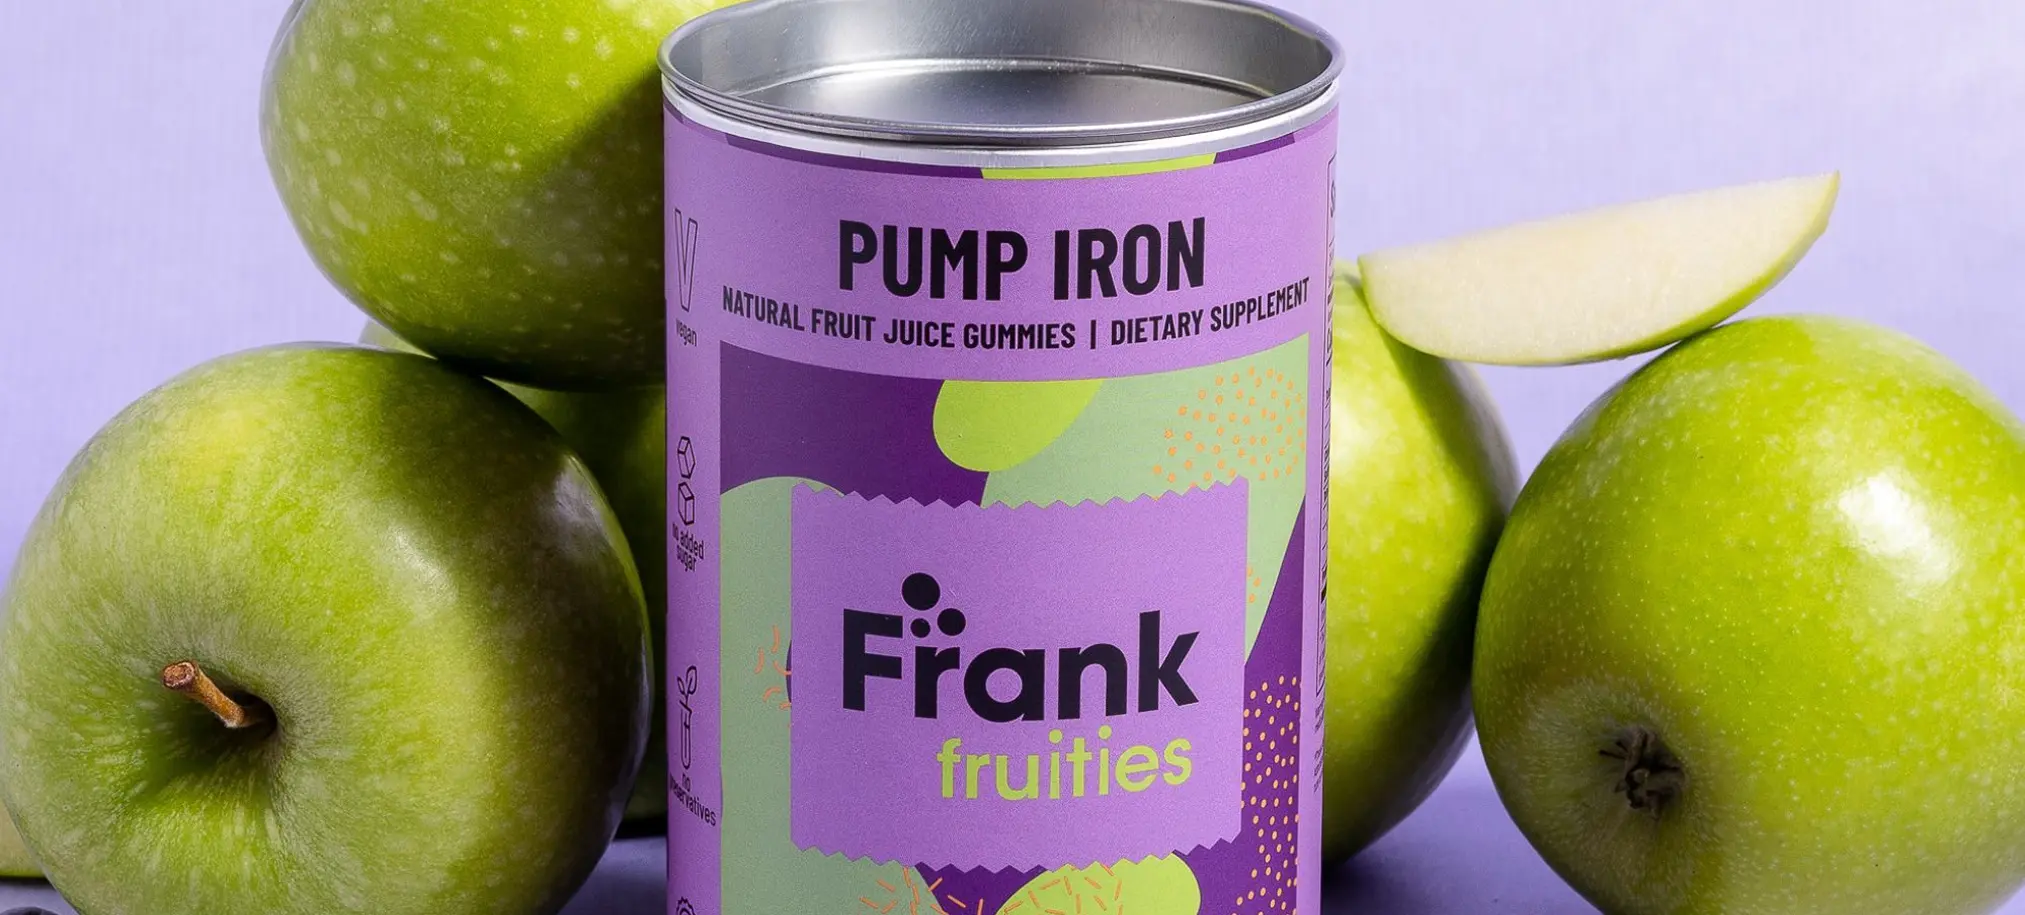 PUMP IRON
NATURAL FRUIT JUICE GUMMIES | DIETARY SUPPLEMENT
Frank
fruities
vegan
no added
sugar
no
preservatives